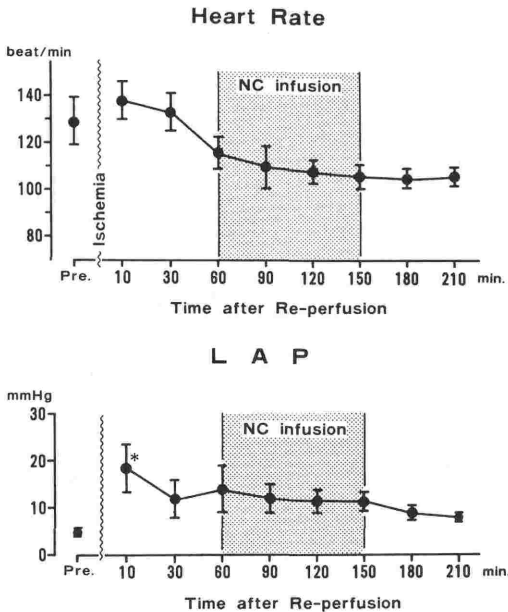 Heart Rate
beat/min
NC infusion
140
120
100
80
Ischemia
Pre. 10 30 60 90 120 150 180 210 min.
Time after Re-perfusion
L A P
mmHg
30
NC infusion
20
*
10
0
Pre. 10 30 60 90 120 150 180 210
Time after Re-perfusion